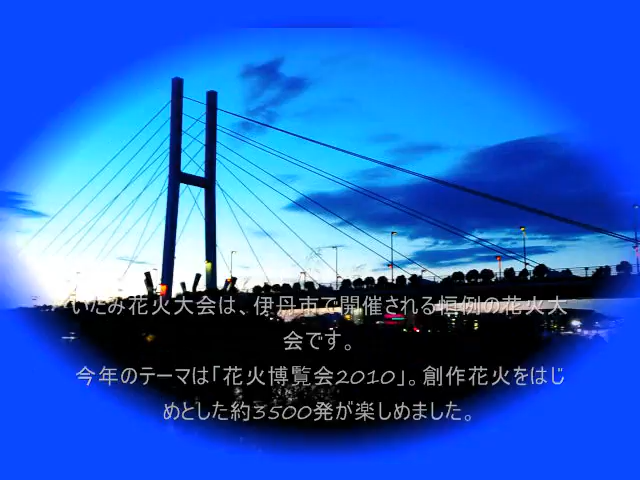 いたみ花火大会は、伊丹市で開催される恒例の花火大
会です。
今年のテーマは「花火博覧会2010」。創作花火をはじ
めとした約3500発が楽しめました。